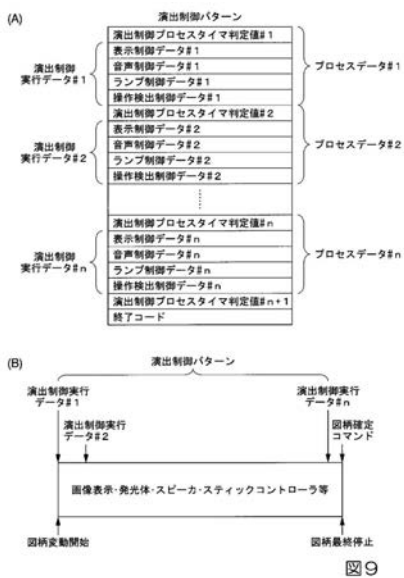 (A)
演出制御パターン
演出制御プロセスタイマ判定値#1
表示制御データ#1
音声制御データ#1
ランプ制御データ#1
操作検出制御データ#1
演出制御
実行データ#1
プロセスデータ#1
演出制御プロセスタイマ判定値#2
表示制御データ#2
音声制御データ#2
ランプ制御データ#2
操作検出制御データ#2
演出制御
実行データ#2
プロセスデータ#2
演出制御プロセスタイマ判定値#n
表示制御データ#n
音声制御データ#n
ランプ制御データ#n
操作検出制御データ#n
演出制御
実行データ#n
プロセスデータ#n
演出制御プロセスタイマ判定値#n+1
終了コード
(B)
演出制御パターン
演出制御実行
データ#1
演出制御実行
データ#2
演出制御実行
データ#n
図柄確定
コマンド
画像表示・発光体・スピーカ・スティックコントローラ等
図柄変動開始
図柄最終停止
図9